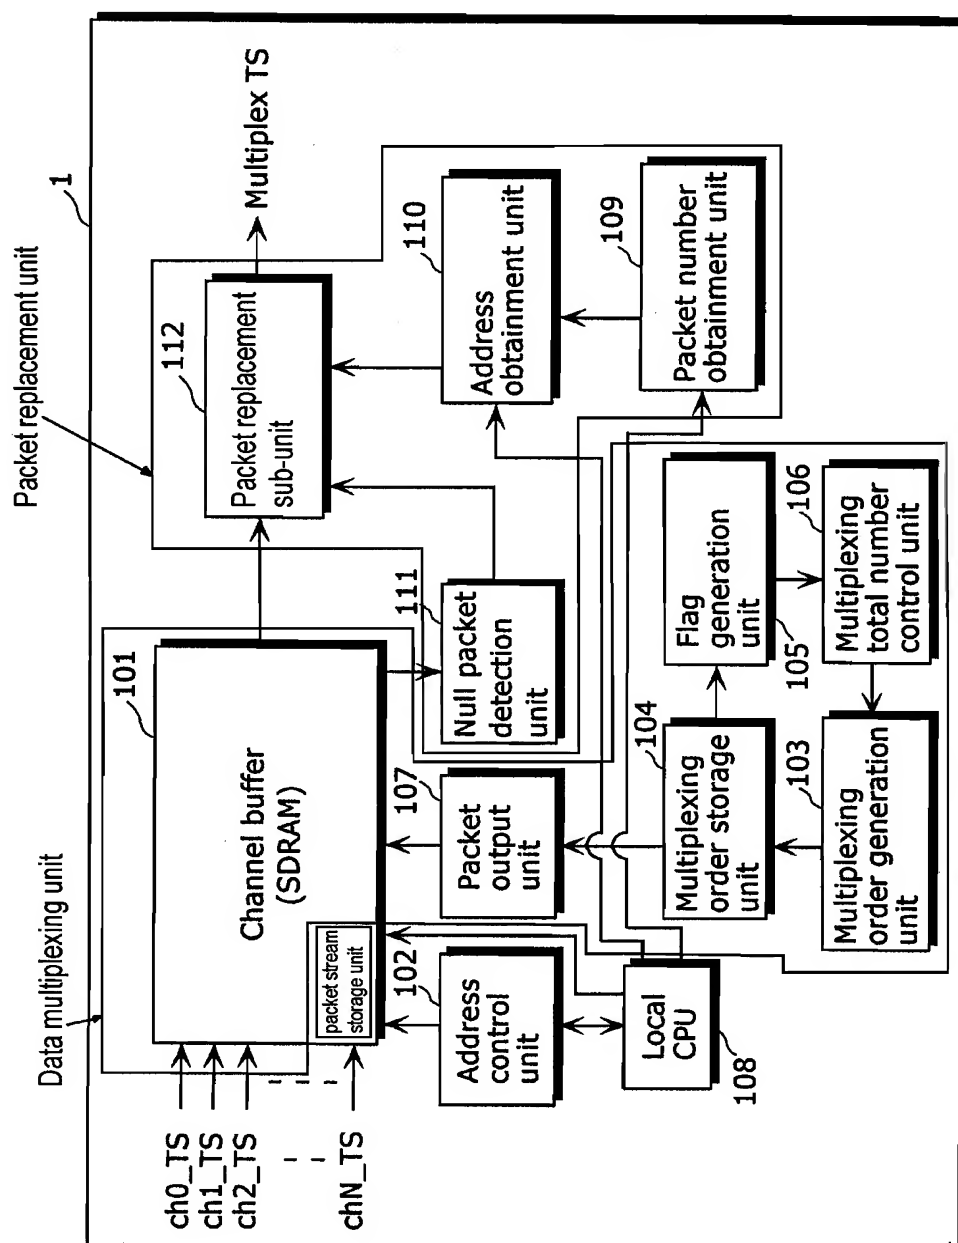 1
Packet replacement unit
Data multiplexing unit
ch0_TS
ch1_TS
ch2_TS
chN_TS
101
Channel buffer
(SDRAM)
packet stream
storage unit
112
Packet replacement
sub-unit
Multiplex TS
102
Address
control
unit
107
Packet
output
unit
111
Null packet
detection
unit
110
Address
obtainment unit
Local
CPU
108
104
Multiplexing
order storage
unit
Flag
generation
unit
105
109
Packet number
obtainment unit
103
Multiplexing
order generation
unit
106
Multiplexing
total number
control unit